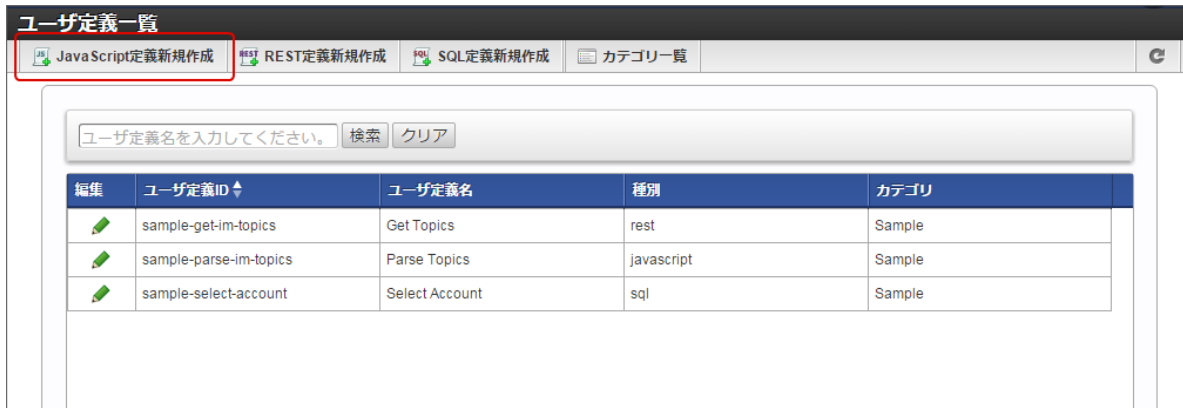 ユーザ定義一覧
JavaScript定義新規作成 REST定義新規作成 SQL定義新規作成 カテゴリ一覧
ユーザ定義名を入力してください。 検索 クリア
編集 ユーザ定義ID ユーザ定義名 種別 カテゴリ
sample-get-im-topics Get Topics rest Sample
sample-parse-im-topics Parse Topics javascript Sample
sample-select-account Select Account sql Sample